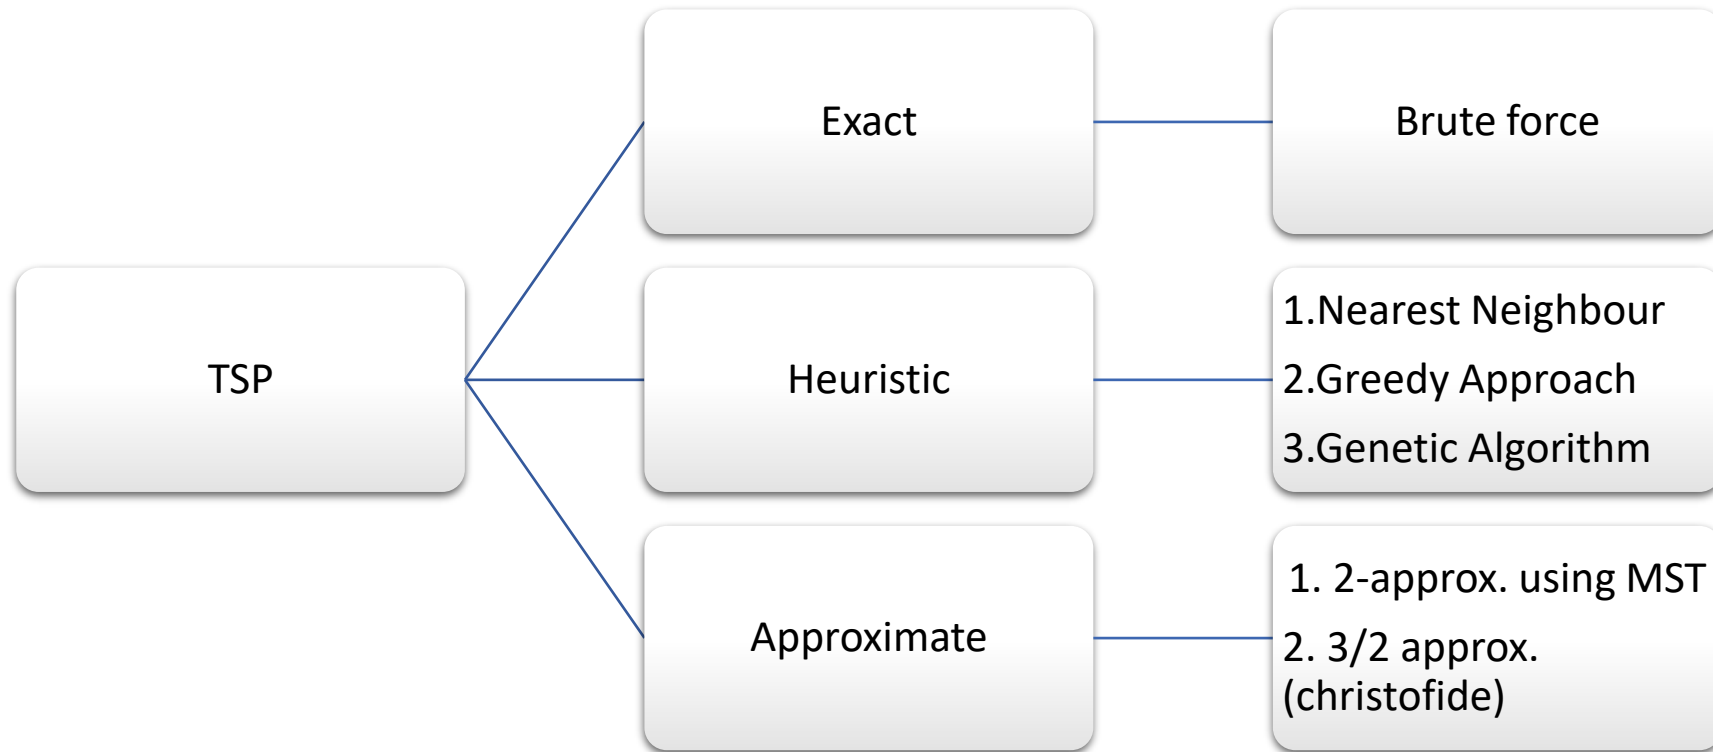 TSP
Exact
Brute force
Heuristic
1.Nearest Neighbour
2.Greedy Approach
3.Genetic Algorithm
Approximate
1. 2-approx. using MST
2. 3/2 approx.
(christofide)